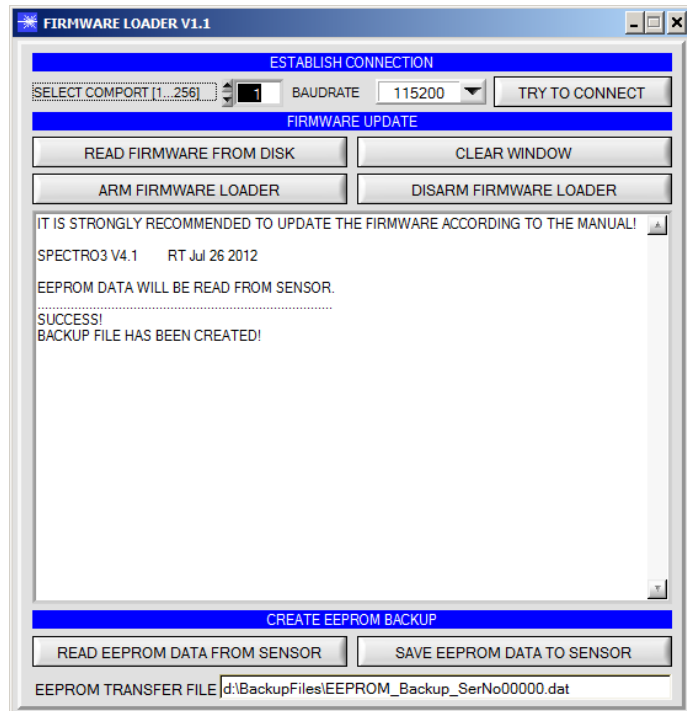 FIRMWARE LOADER V1.1
ESTABLISH CONNECTION
SELECT COMPORT [1...256] 1 BAUDRATE 115200 TRY TO CONNECT
FIRMWARE UPDATE
READ FIRMWARE FROM DISK CLEAR WINDOW
ARM FIRMWARE LOADER DISARM FIRMWARE LOADER
IT IS STRONGLY RECOMMENDED TO UPDATE THE FIRMWARE ACCORDING TO THE MANUAL!
SPECTRO3 V4.1 RT Jul 26 2012
EEPROM DATA WILL BE READ FROM SENSOR.
................................................................................
SUCCESS!
BACKUP FILE HAS BEEN CREATED!
CREATE EEPROM BACKUP
READ EEPROM DATA FROM SENSOR SAVE EEPROM DATA TO SENSOR
EEPROM TRANSFER FILE d:\BackupFiles\EEPROM_Backup_SerNo00000.dat